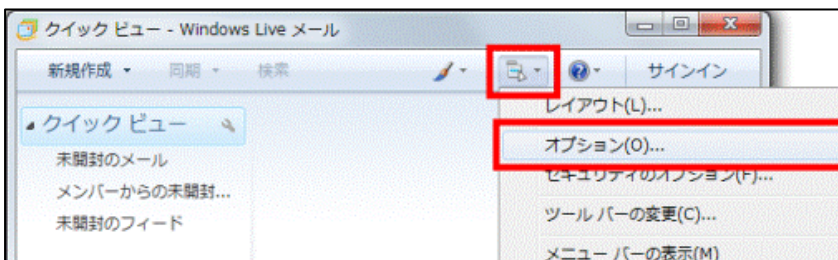 クイック ビュー - Windows Live メール
新規作成 同期 検索 サインイン
クイック ビュー
未開封のメール
メンバーからの未開封...
未開封のフィード
レイアウト(L)...
オプション(O)...
セキュリティのオプション(F)...
ツール バーの変更(C)...
メニュー バーの表示(M)